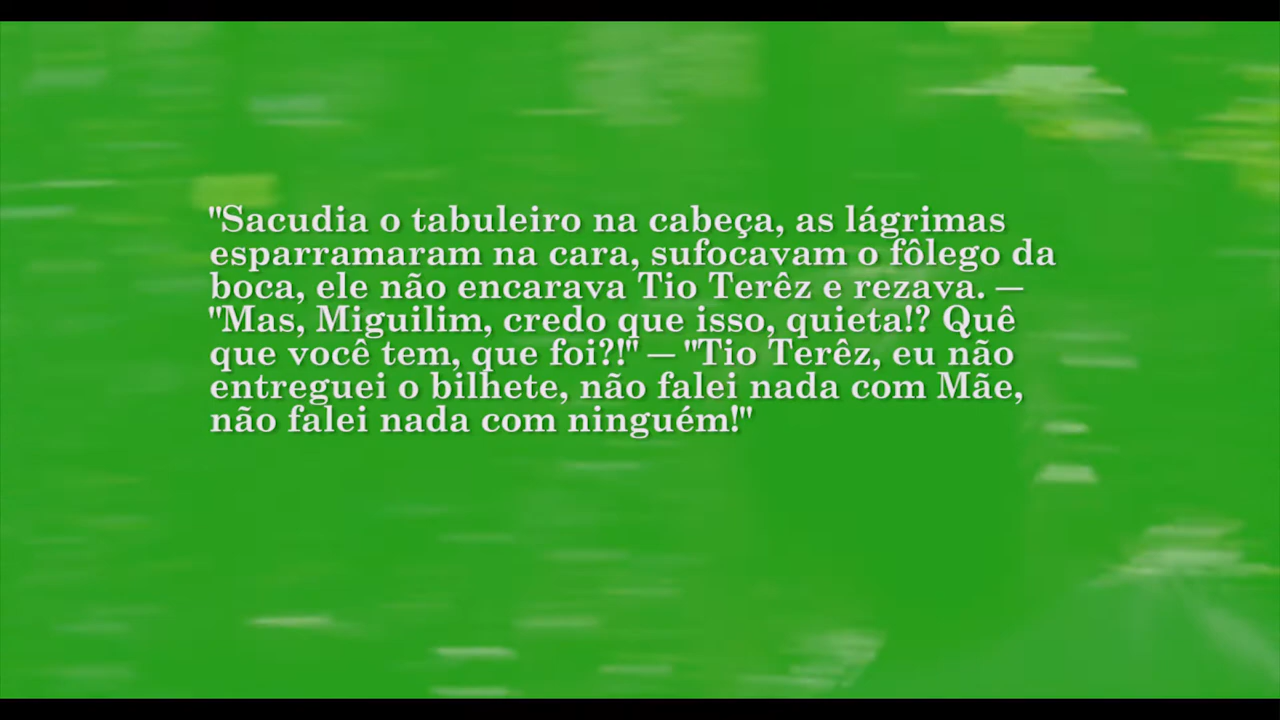 "Sacudia o tabuleiro na cabeça, as lágrimas
esparramaram na cara, sufocavam o fôlego da
boca, ele não encarava Tio Terêz e rezava. —
"Mas, Miguilim, credo que isso, quieta!? Quê
que você tem, que foi?!" — "Tio Terêz, eu não
entreguei o bilhete, não falei nada com Mãe,
não falei nada com ninguém!"